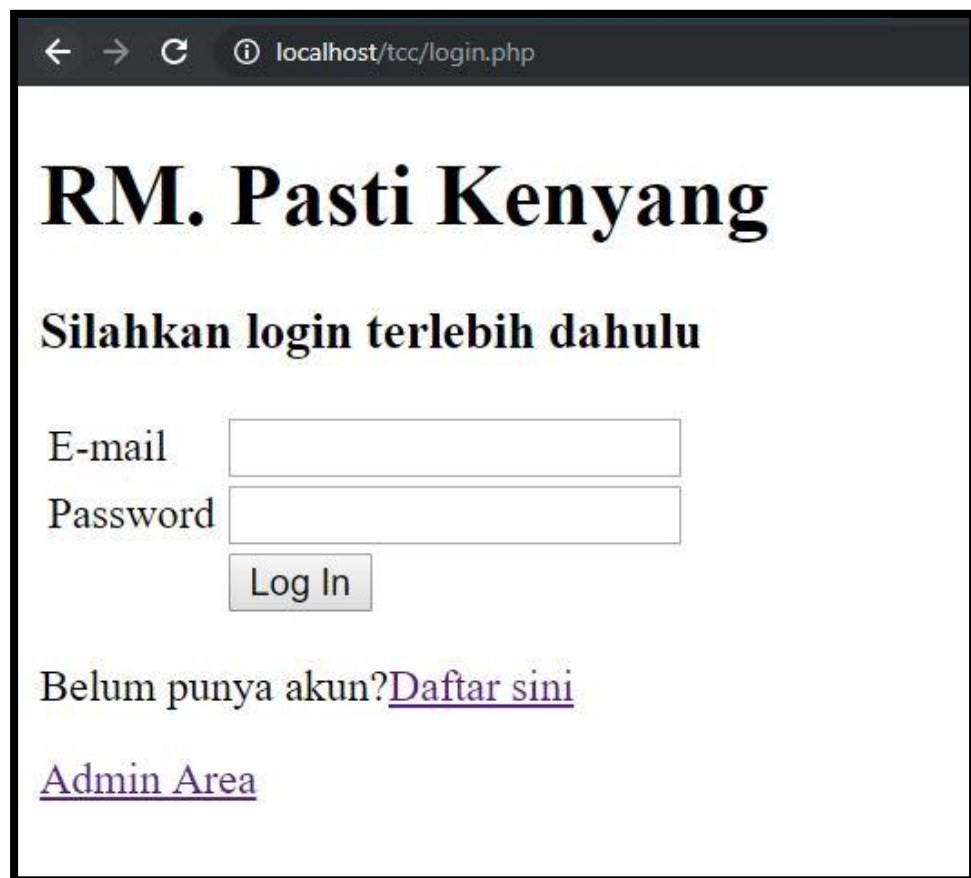 localhost/tcc/login.php
RM. Pasti Kenyang
Silahkan login terlebih dahulu
E-mail
Password
Log In
Belum punya akun?Daftar sini
Admin Area